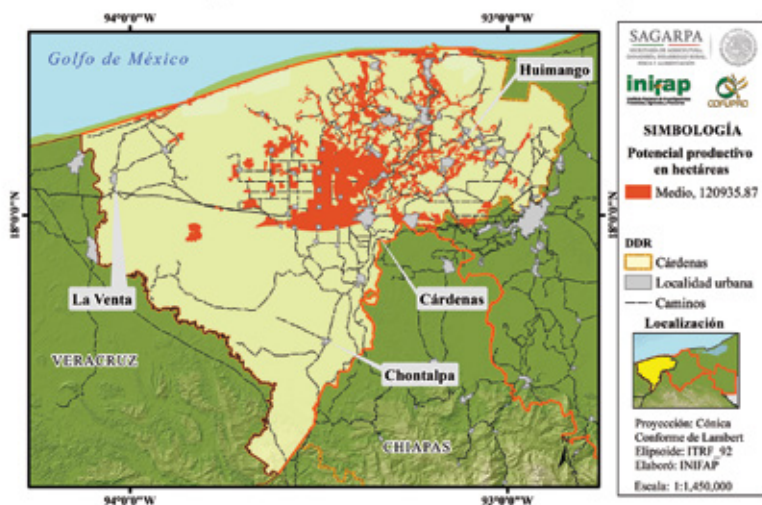 94°0'0"W
93°0'0"W
Golfo de México
Huimango
18°0'0"N
18°0'0"N
La Venta
Cárdenas
Chontalpa
VERACRUZ
CHIAPAS
94°0'0"W
93°0'0"W
SAGARPA
inifap
COFUPRO
SIMBOLOGÍA
Potencial productivo
en hectáreas
Medio, 120935.87
DDR
Cárdenas
Localidad urbana
Caminos
Localización
Proyección: Cónica
Conforme de Lambert
Elipsoide: ITRF_92
Elaboró: INIFAP
Escala: 1:1,450,000